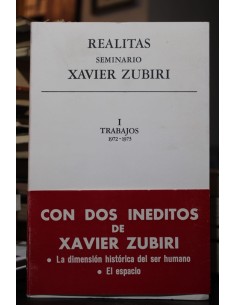 REALITAS
SEMINARIO
XAVIER ZUBIRI
I
TRABAJOS
1972-1973
CON DOS INEDITOS
DE
XAVIER ZUBIRI
• La dimensión histórica del ser humano
• El espacio